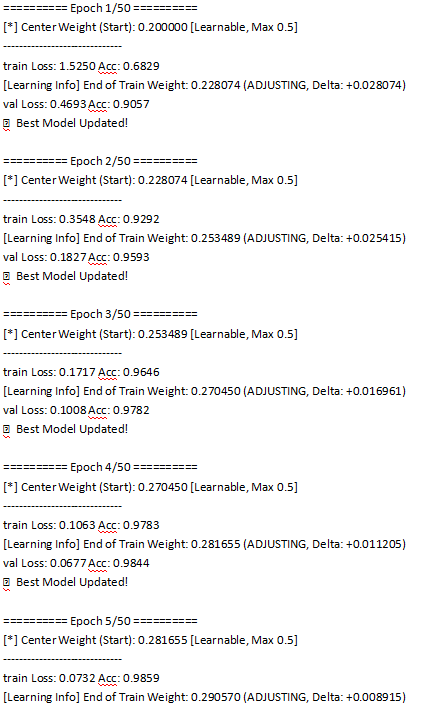 ========== Epoch 1/50 ==========
[*] Center Weight (Start): 0.200000 [Learnable, Max 0.5]
------------------------------
train Loss: 1.5250 Acc: 0.6829
[Learning Info] End of Train Weight: 0.228074 (ADJUSTING, Delta: +0.028074)
val Loss: 0.4693 Acc: 0.9057
Best Model Updated!
========== Epoch 2/50 ==========
[*] Center Weight (Start): 0.228074 [Learnable, Max 0.5]
------------------------------
train Loss: 0.3548 Acc: 0.9292
[Learning Info] End of Train Weight: 0.253489 (ADJUSTING, Delta: +0.025415)
val Loss: 0.1827 Acc: 0.9593
Best Model Updated!
========== Epoch 3/50 ==========
[*] Center Weight (Start): 0.253489 [Learnable, Max 0.5]
------------------------------
train Loss: 0.1717 Acc: 0.9646
[Learning Info] End of Train Weight: 0.270450 (ADJUSTING, Delta: +0.016961)
val Loss: 0.1008 Acc: 0.9782
Best Model Updated!
========== Epoch 4/50 ==========
[*] Center Weight (Start): 0.270450 [Learnable, Max 0.5]
------------------------------
train Loss: 0.1063 Acc: 0.9783
[Learning Info] End of Train Weight: 0.281655 (ADJUSTING, Delta: +0.011205)
val Loss: 0.0677 Acc: 0.9844
Best Model Updated!
========== Epoch 5/50 ==========
[*] Center Weight (Start): 0.281655 [Learnable, Max 0.5]
------------------------------
train Loss: 0.0732 Acc: 0.9859
[Learning Info] End of Train Weight: 0.290570 (ADJUSTING, Delta: +0.008915)